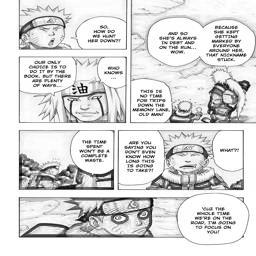 BECAUSE
SHE KEPT
GETTING
MARKED BY
EVERYONE
AROUND HER,
THAT NICKNAME
STUCK.
AND SO
SHE'S ALWAYS
IN DEBT AND
ON THE RUN...
WOW.
SO,
HOW DO
WE HUNT
HER DOWN?!
THIS IS
NO TIME FOR
TRIPS DOWN
THE
MEMORY LANE,
OLD MAN!
WHO
KNOWS
OUR ONLY
CHOICE IS TO
DO IT BY THE
BOOK. BUT THERE
ARE PLENTY
OF WAYS.
油
WHAT?!
ARE YOU
SAYING YOU
DON'T EVEN
KNOW HOW
LONG THIS
IS GOING
TO TAKE?!
THE TIME
SPENT
WON'T BE A
COMPLETE
WASTE.
THE WHOLE
TIME WE'RE
ON THE
ROAD, I'M GOING
TO FOCUS ON
YOU!